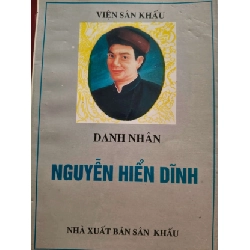 VIỆN SÂN KHẤU
DANH NHÂN
NGUYỄN HIỂN DĨNH
NHÀ XUẤT BẢN SÂN KHẤU